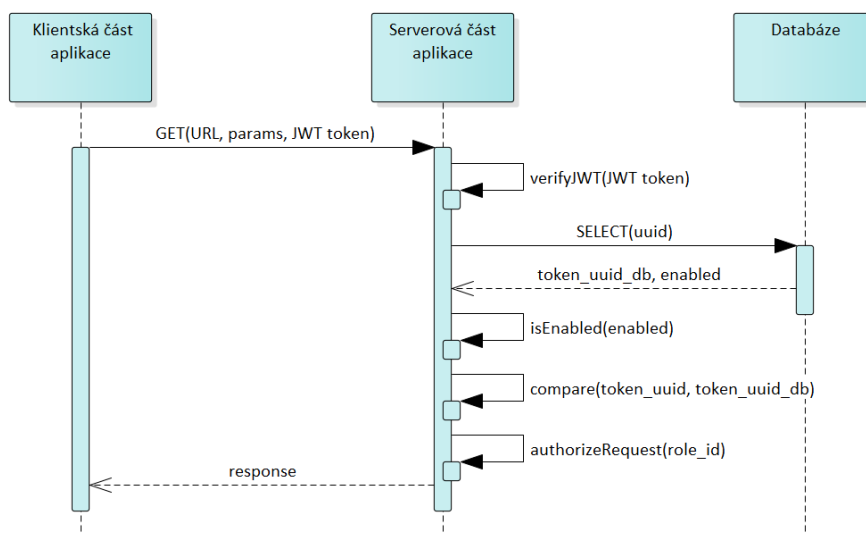 Klientská část
aplikace
Serverová část
aplikace
Databáze
GET(URL, params, JWT token)
verifyJWT(JWT token)
SELECT(uuid)
token_uuid_db, enabled
isEnabled(enabled)
compare(token_uuid, token_uuid_db)
authorizeRequest(role_id)
response